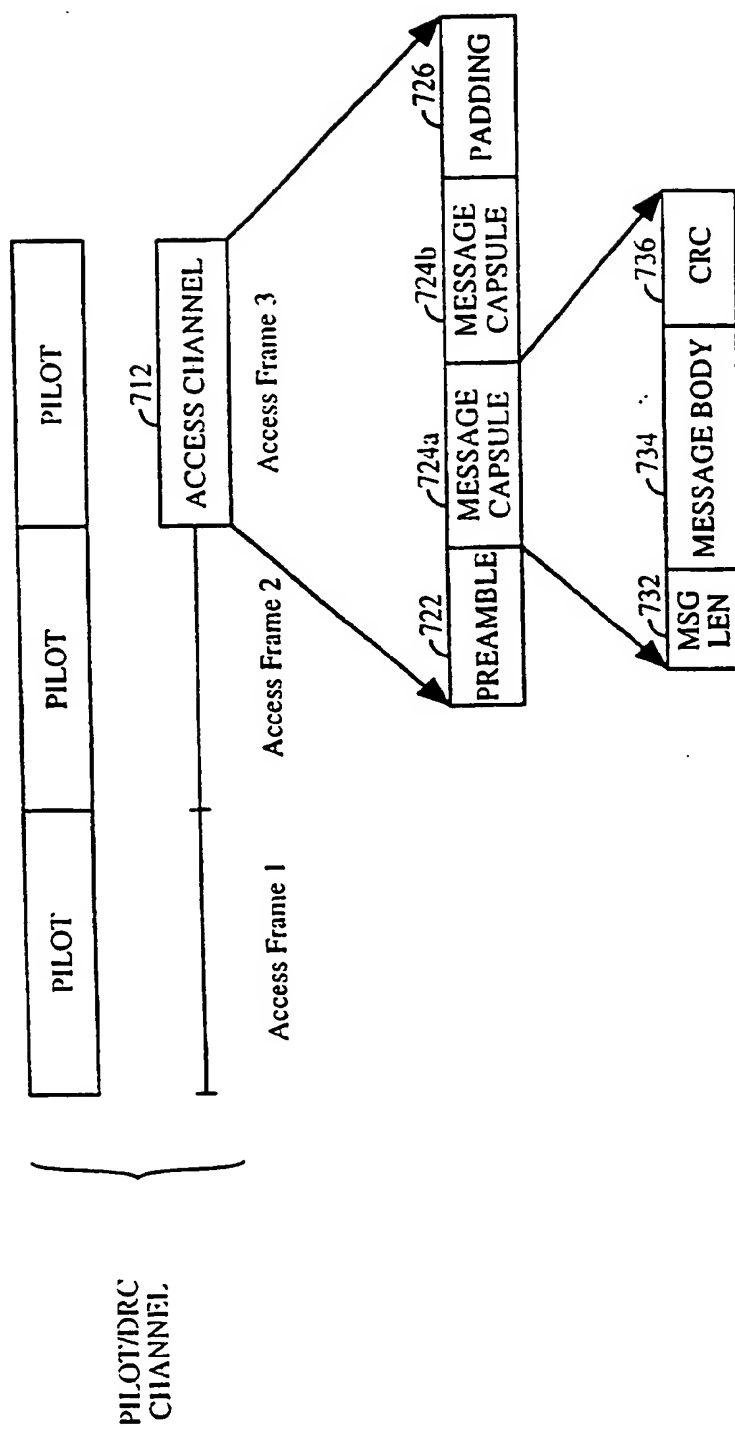 PILOT/DRC
CHANNEL
PILOT
PILOT
PILOT
712
ACCESS CHANNEL
Access Frame 1
Access Frame 2
Access Frame 3
722
724a
724b
726
PREAMBLE
MESSAGE
CAPSULE
MESSAGE
CAPSULE
PADDING
732
734
736
MSG
LEN
MESSAGE BODY
CRC